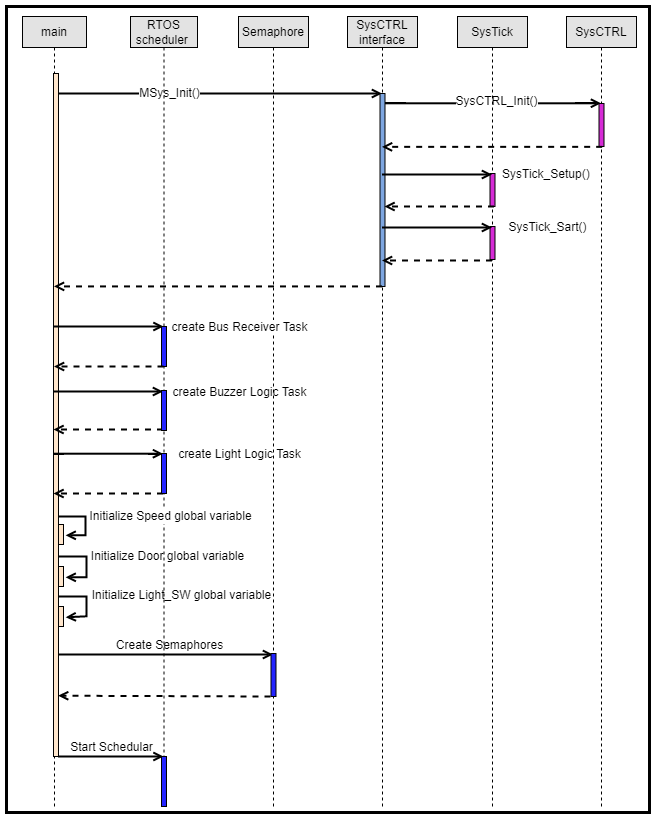 main
RTOS
scheduler
Semaphore
SysCTRL
interface
SysTick
SysCTRL
MSys_Init()
SysCTRL_Init()
SysTick_Setup()
SysTick_Sart()
create Bus Receiver Task
create Buzzer Logic Task
create Light Logic Task
Initialize Speed global variable
Initialize Door global variable
Initialize Light_SW global variable
Create Semaphores
Start Schedular